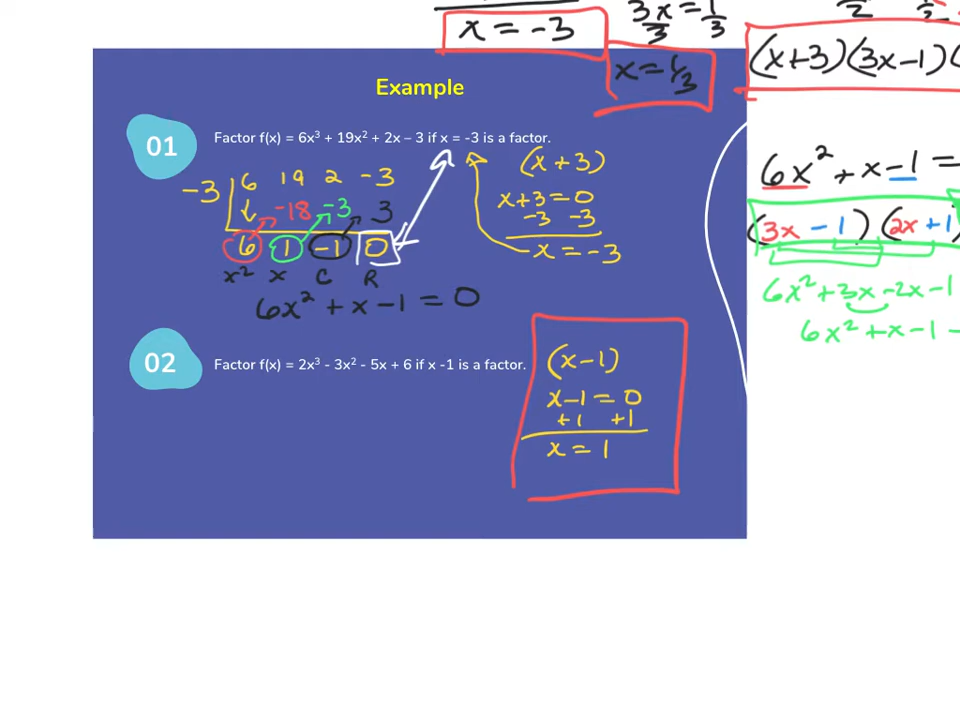 x = -3
3x = 1
3 3
x = 1/3
(x+3)(3x-1)(
Example
01
Factor f(x) = 6x³ + 19x² + 2x – 3 if x = -3 is a factor.
-3 6 19 2 -3
-18 -3 3
6 1 -1 0
x² x C R
6x² + x - 1 = 0
(x + 3)
x+3 = 0
-3 -3
x = -3
6x² + x - 1 =
(3x - 1) (2x + 1
6x² + 3x - 2x - 1
6x² + x - 1
02
Factor f(x) = 2x³ - 3x² - 5x + 6 if x -1 is a factor.
(x - 1)
x - 1 = 0
+1 +1
x = 1